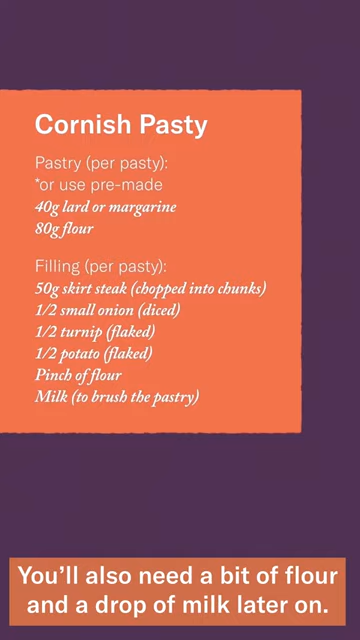 Cornish Pasty
Pastry (per pasty):
*or use pre-made
40g lard or margarine
80g flour
Filling (per pasty):
50g skirt steak (chopped into chunks)
1/2 small onion (diced)
1/2 turnip (flaked)
1/2 potato (flaked)
Pinch of flour
Milk (to brush the pastry)
You'll also need a bit of flour
and a drop of milk later on.